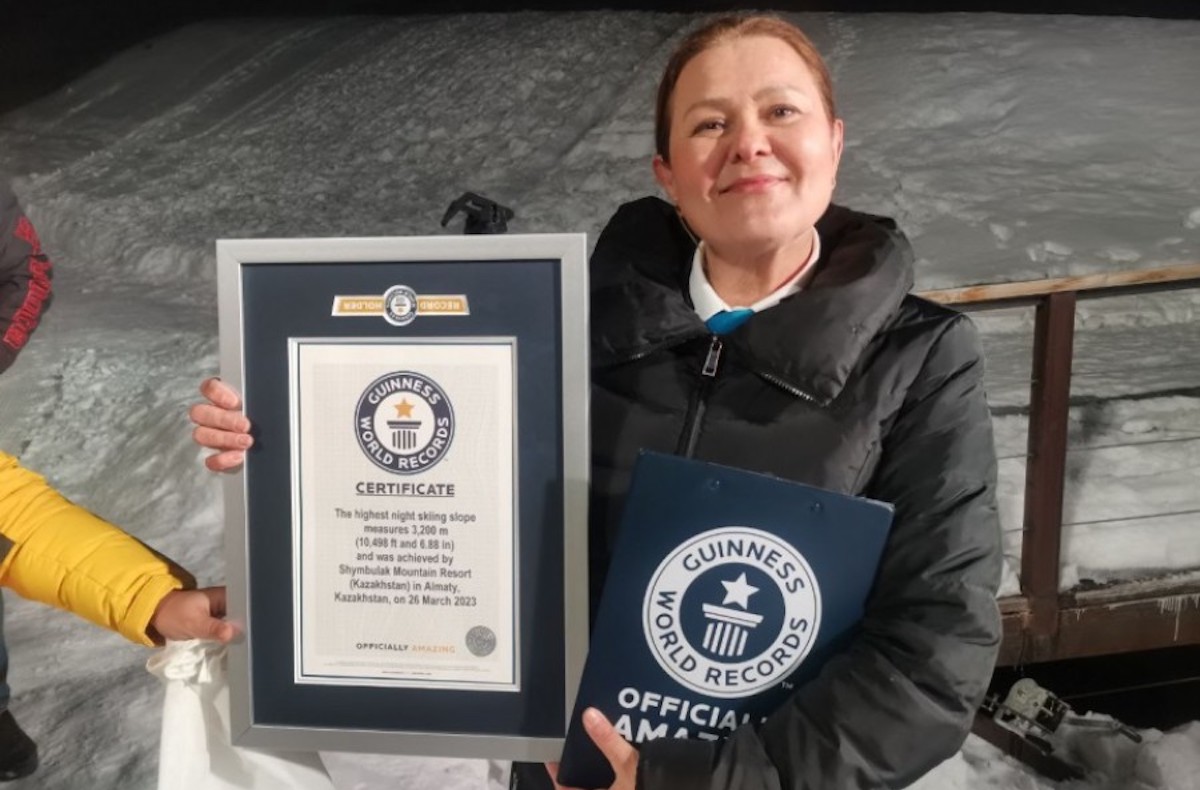 RECORD
HOLDER
GUINNESS
WORLD RECORDS
CERTIFICATE
The highest night skiing slope
measures 3,200 m
(10,498 ft and 6.88 in)
and was achieved by
Shymbulak Mountain Resort
(Kazakhstan) in Almaty,
Kazakhstan, on 26 March 2023
OFFICIALLY AMAZING
GUINNESS
WORLD RECORDS
TM
OFFICIALLY
AMAZ